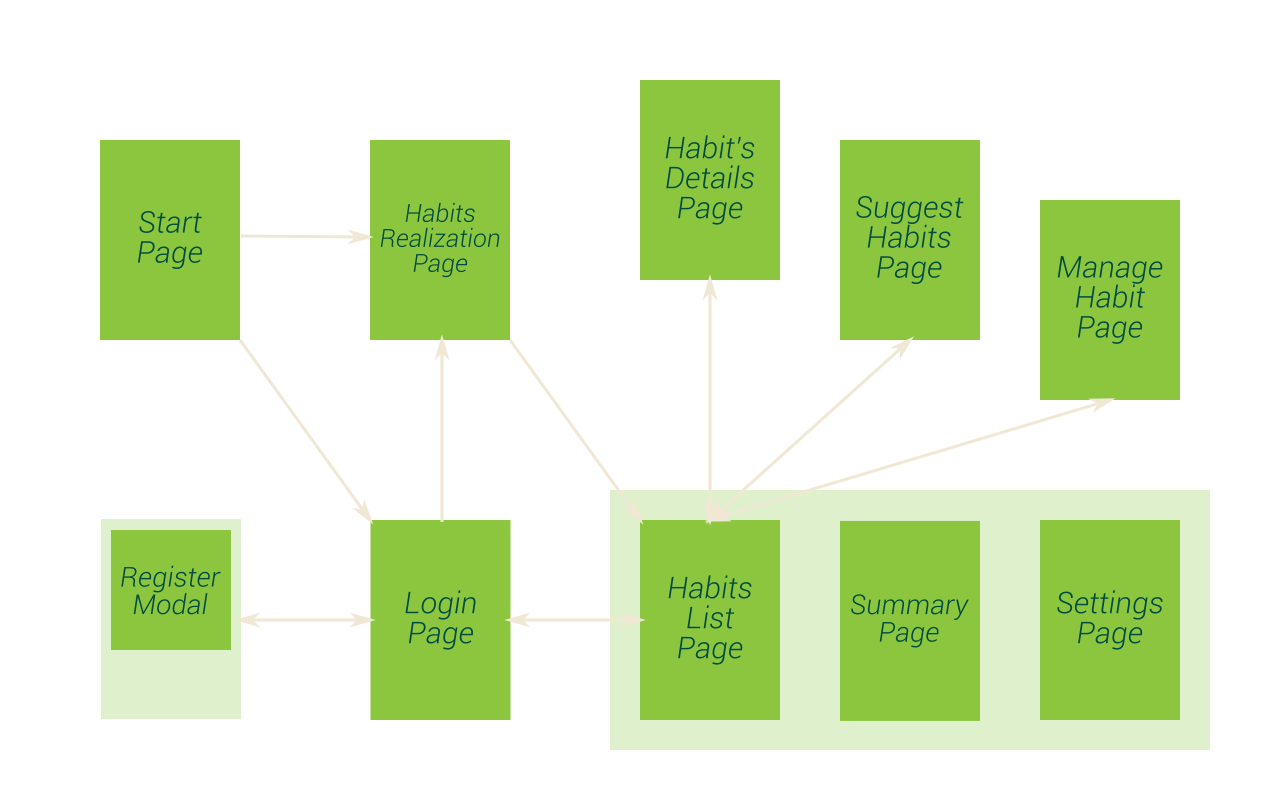 Start
Page
Habits
Realization
Page
Habit's
Details
Page
Suggest
Habits
Page
Manage
Habit
Page
Register
Modal
Login
Page
Habits
List
Page
Summary
Page
Settings
Page